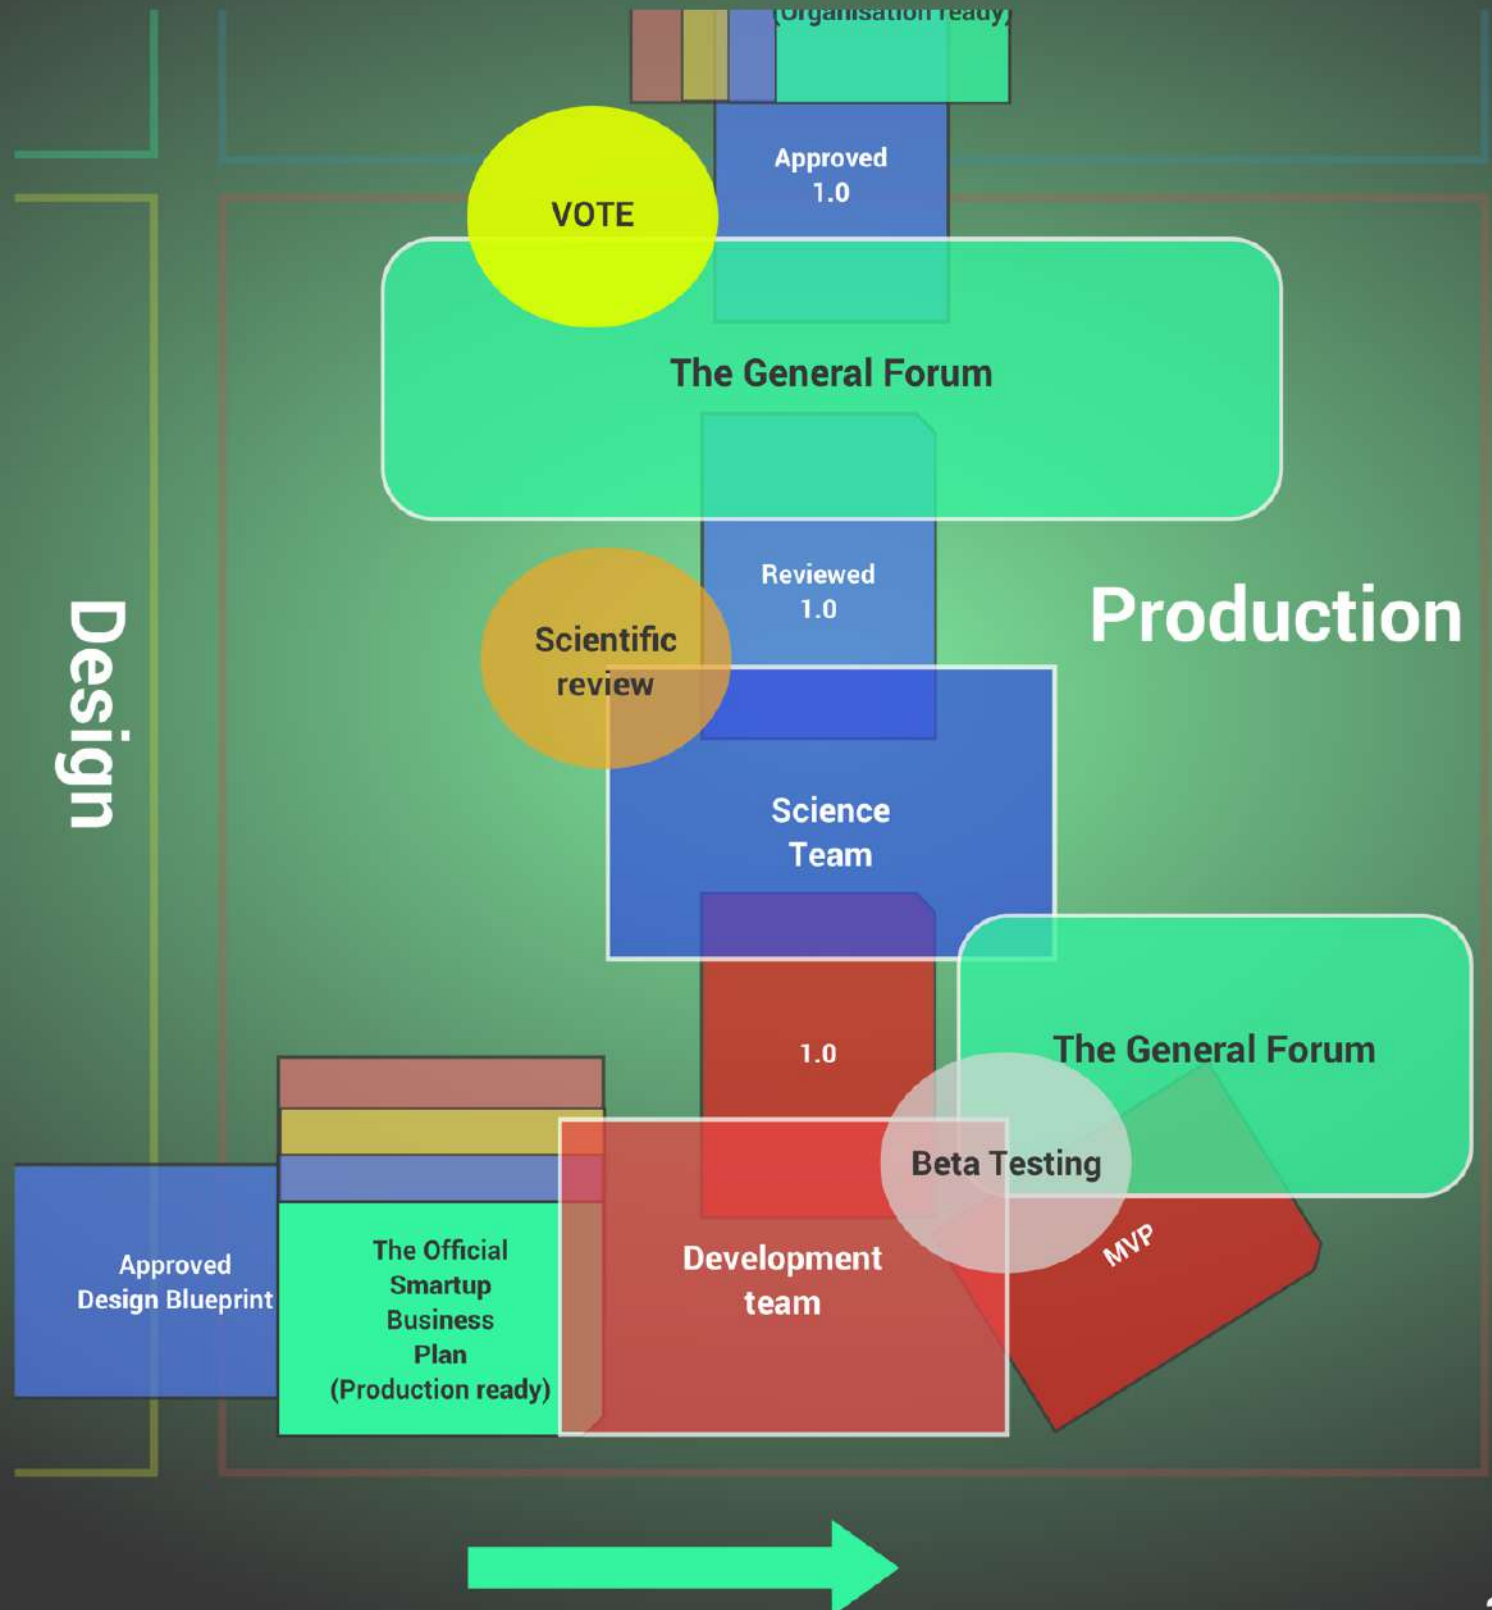 (Organisation ready)
Approved
1.0
VOTE
The General Forum
Reviewed
1.0
Scientific
review
Production
Design
Science
Team
1.0
The General Forum
Beta Testing
MVP
Development
team
The Official
Smartup
Business
Plan
(Production ready)
Approved
Design Blueprint